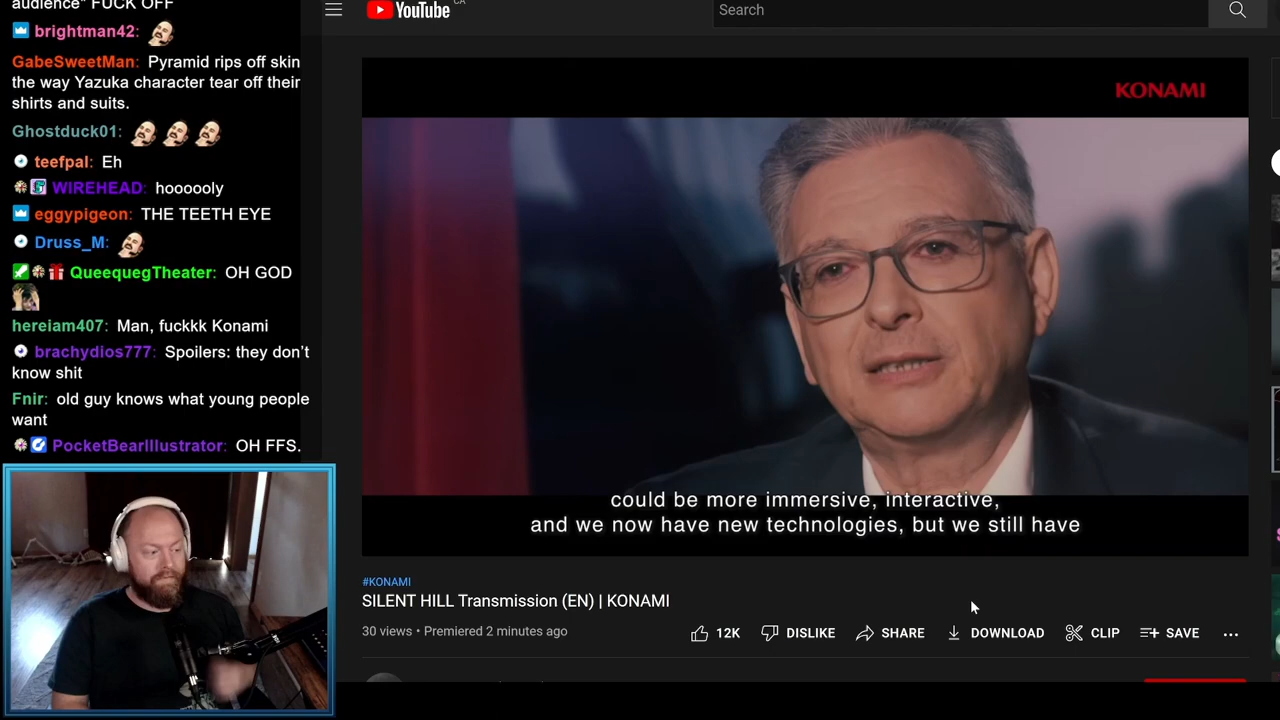 audience" FUCK OFF
brightman42:
GabeSweetMan: Pyramid rips off skin
the way Yazuka character tear off their
shirts and suits.
Ghostduck01:
teefpal: Eh
WIREHEAD: hoooooly
eggypigeon: THE TEETH EYE
Druss_M:
QueequegTheater: OH GOD
hereiam407: Man, fuckkk Konami
brachydios777: Spoilers: they don't
know shit
Fnir: old guy knows what young people
want
PocketBearIllustrator: OH FFS.
YouTube CA
Search
KONAMI
could be more immersive, interactive,
and we now have new technologies, but we still have
#KONAMI
SILENT HILL Transmission (EN) | KONAMI
30 views • Premiered 2 minutes ago
12K
DISLIKE
SHARE
DOWNLOAD
CLIP
SAVE